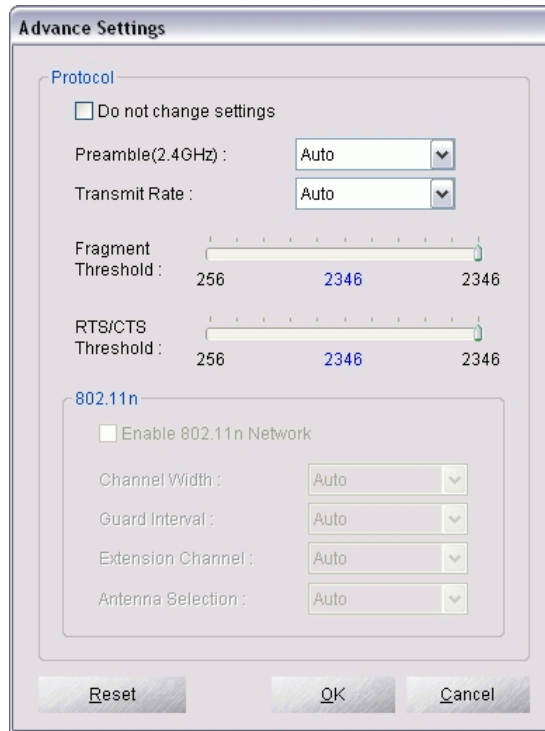 Advance Settings
Protocol
Do not change settings
Preamble(2.4GHz) : Auto
Transmit Rate : Auto
Fragment
Threshold :
256 2346 2346
RTS/CTS
Threshold :
256 2346 2346
802.11n
Enable 802.11n Network
Channel Width : Auto
Guard Interval : Auto
Extension Channel : Auto
Antenna Selection : Auto
Reset OK Cancel